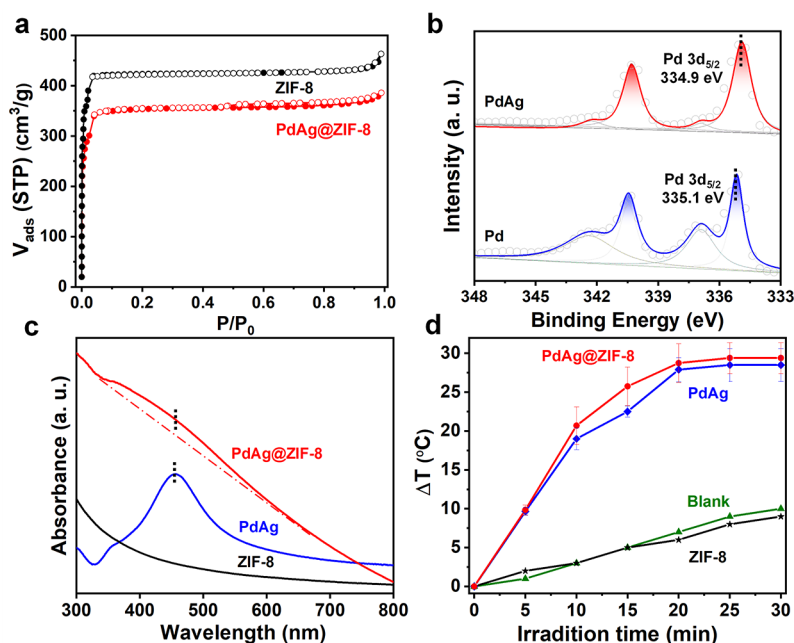 a
V_ads (STP) (cm³/g)
500
400
300
200
100
0
ZIF-8
PdAg@ZIF-8
0.0 0.2 0.4 0.6 0.8 1.0
P/P₀
b
Intensity (a. u.)
PdAg
Pd 3d₅/₂
334.9 eV
Pd
Pd 3d₅/₂
335.1 eV
348 345 342 339 336 333
Binding Energy (eV)
c
Absorbance (a. u.)
PdAg@ZIF-8
PdAg
ZIF-8
300 400 500 600 700 800
Wavelength (nm)
d
ΔT (°C)
30
25
20
15
10
5
0
PdAg@ZIF-8
PdAg
Blank
ZIF-8
0 5 10 15 20 25 30
Irradition time (min)